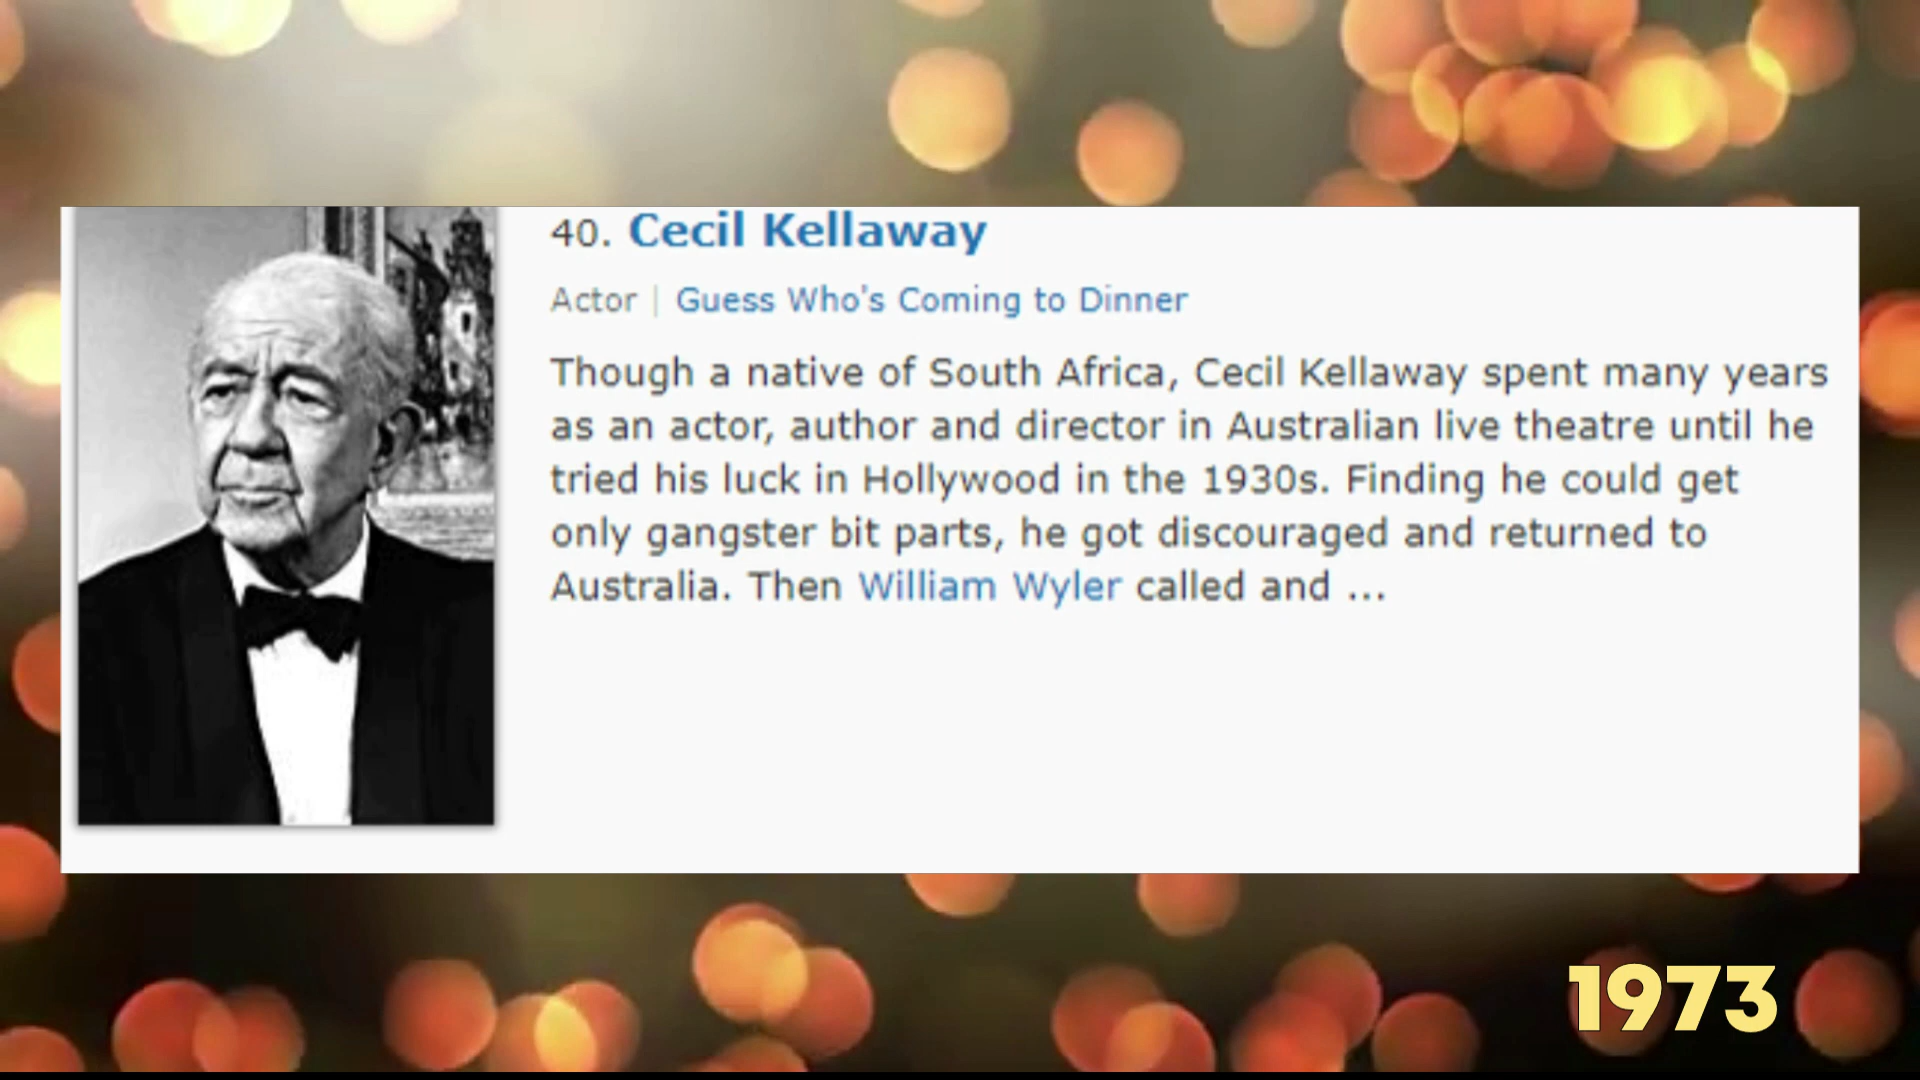 40. Cecil Kellaway
Actor | Guess Who's Coming to Dinner
Though a native of South Africa, Cecil Kellaway spent many years
as an actor, author and director in Australian live theatre until he
tried his luck in Hollywood in the 1930s. Finding he could get
only gangster bit parts, he got discouraged and returned to
Australia. Then William Wyler called and ...
1973